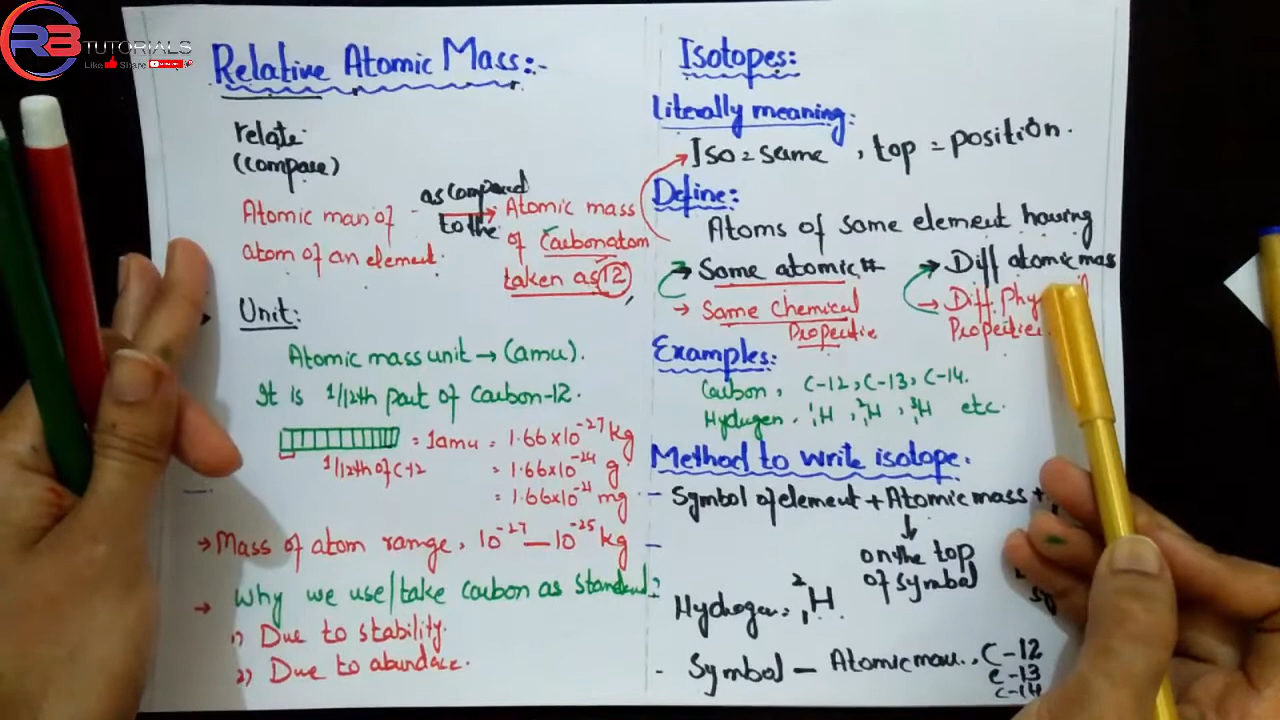 RB TUTORIALS
Like Share
Relative Atomic Mass:-
relate:
(compare)
as compared
to the
Atomic mass of
atom of an element.
Atomic mass
of Carbon atom
taken as 12
Unit:
Atomic mass unit → (amu).
It is 1/12th part of Carbon-12.
= 1amu = 1.66x10⁻²⁷ kg
1/12th of C-12
= 1.66x10⁻²⁴ g
= 1.66x10⁻²¹ mg
→ Mass of atom range, 10⁻²⁷ — 10⁻²⁵ kg
→ Why we use/take carbon as standard:
1) Due to stability.
2) Due to abundace.
Isotopes:
Literally meaning:
Iso = same, top = position.
Define:
Atoms of same element having
→ Same atomic #
→ Same Chemical
Propertie
→ Diff atomic mass
→ Diff.
Properties
Examples:
Carbon, C-12, C-13, C-14.
Hydrogen. ¹₁H, ²₁H, ³₁H etc.
Method to write isotope:
- Symbol of element + Atomic mass +
↓
on the top
of symbol
Hydrogen = ²₁H.
- Symbol — Atomic mass., C-12
C-13
C-14